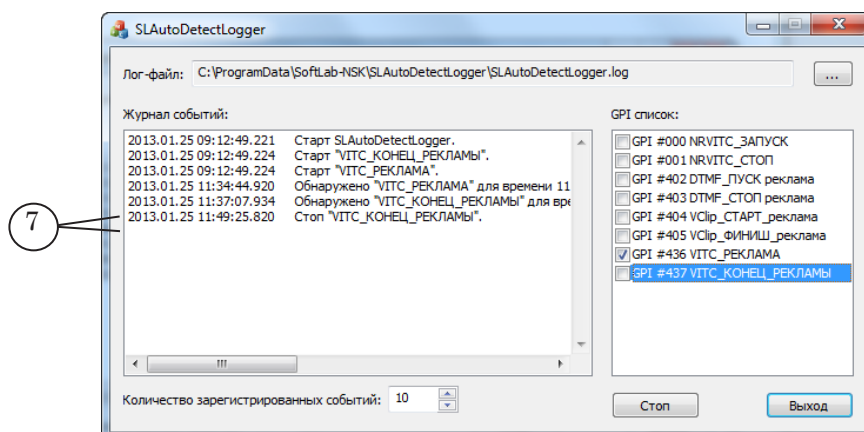 SLAutoDetectLogger
Лог-файл: C:\ProgramData\SoftLab-NSK\SLAutoDetectLogger\SLAutoDetectLogger.log ...
Журнал событий:
2013.01.25 09:12:49.221 Старт SLAutoDetectLogger.
2013.01.25 09:12:49.224 Старт "VITC_КОНЕЦ_РЕКЛАМЫ".
2013.01.25 09:12:49.224 Старт "VITC_РЕКЛАМА".
2013.01.25 11:34:44.920 Обнаружено "VITC_РЕКЛАМА" для времени 11
2013.01.25 11:37:07.934 Обнаружено "VITC_КОНЕЦ_РЕКЛАМЫ" для вре
2013.01.25 11:49:25.820 Стоп "VITC_КОНЕЦ_РЕКЛАМЫ".
7
GPI список:
GPI #000 NRVITC_ЗАПУСК
GPI #001 NRVITC_СТОП
GPI #402 DTMF_ПУСК реклама
GPI #403 DTMF_СТОП реклама
GPI #404 VClip_СТАРТ_реклама
GPI #405 VClip_ФИНИШ_реклама
GPI #436 VITC_РЕКЛАМА
GPI #437 VITC_КОНЕЦ_РЕКЛАМЫ
Количество зарегистрированных событий: 10
Стоп
Выход